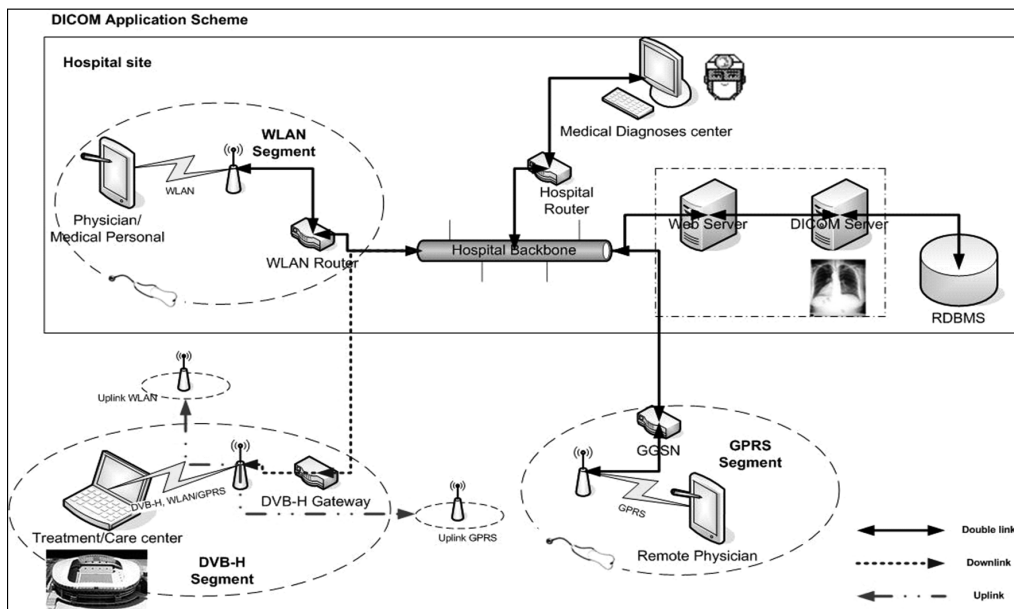 DICOM Application Scheme
Hospital site
WLAN
Segment
WLAN
Physician/
Medical Personal
WLAN Router
Medical Diagnoses center
Hospital
Router
Hospital Backbone
Web Server
DICOM Server
RDBMS
Uplink WLAN
DVB-H, WLAN/GPRS
DVB-H Gateway
Treatment/Care center
DVB-H
Segment
Uplink GPRS
GGSN
GPRS
Segment
GPRS
Remote Physician
Double link
Downlink
Uplink